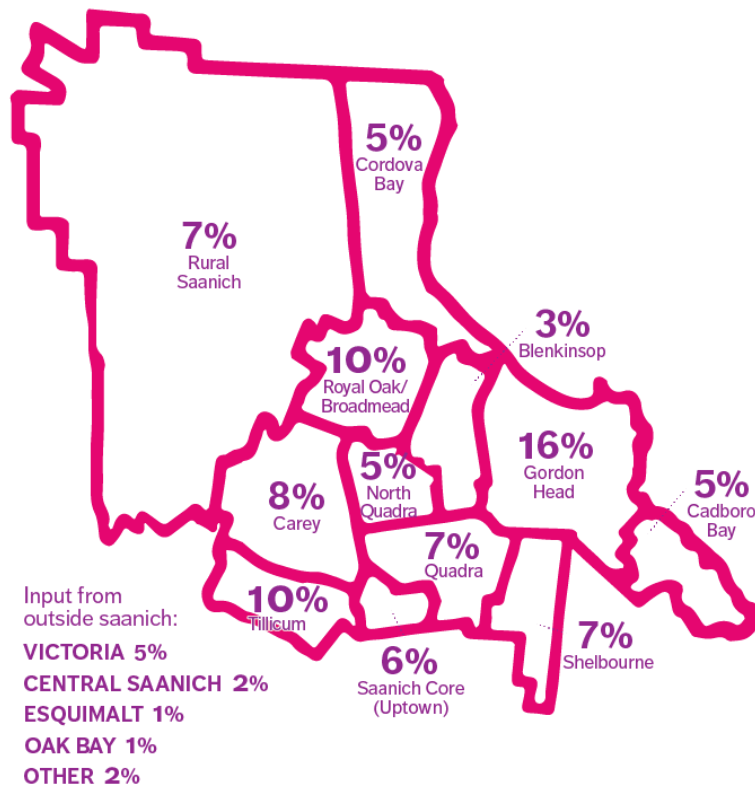 5%
Cordova
Bay
7%
Rural
Saanich
3%
Blenkinsop
10%
Royal Oak/
Broadmead
16%
Gordon
Head
5%
North
Quadra
5%
Cadboro
Bay
8%
Carey
7%
Quadra
10%
Tillicum
7%
Shelbourne
6%
Saanich Core
(Uptown)
Input from
outside saanich:
VICTORIA 5%
CENTRAL SAANICH 2%
ESQUIMALT 1%
OAK BAY 1%
OTHER 2%